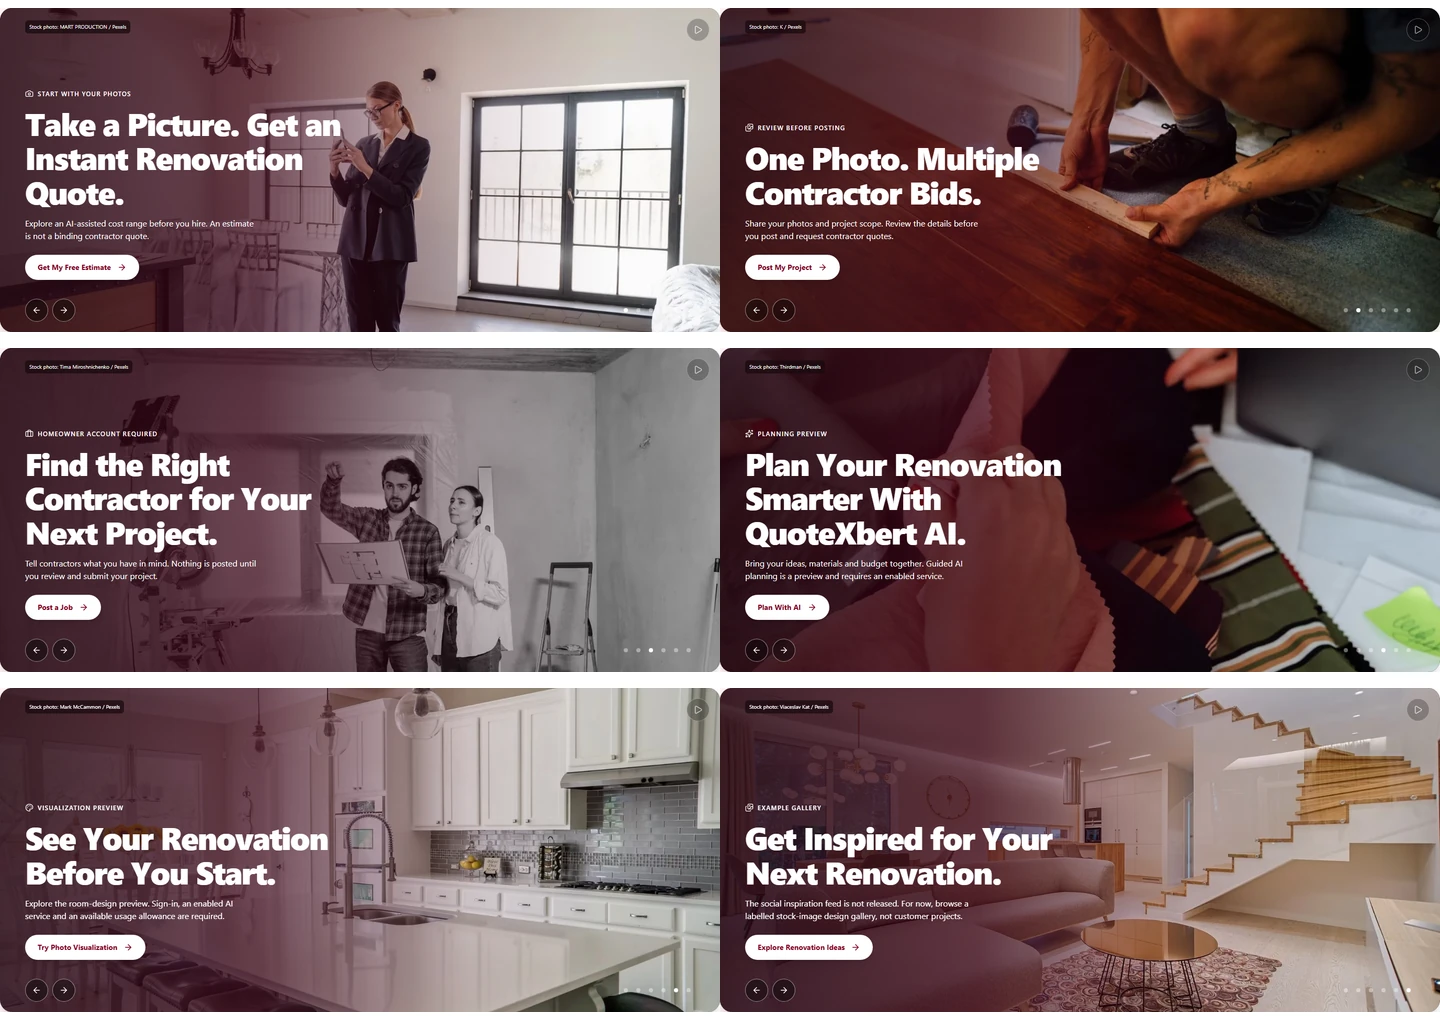 Stock photo: MART PRODUCTION / Pexels
START WITH YOUR PHOTOS
Take a Picture. Get an
Instant Renovation
Quote.
Explore an AI-assisted cost range before you hire. An estimate
is not a binding contractor quote.
Get My Free Estimate
Stock photo: K / Pexels
REVIEW BEFORE POSTING
One Photo. Multiple
Contractor Bids.
Share your photos and project scope. Review the details before
you post and request contractor quotes.
Post My Project
Stock photo: Tima Miroshnichenko / Pexels
HOMEOWNER ACCOUNT REQUIRED
Find the Right
Contractor for Your
Next Project.
Tell contractors what you have in mind. Nothing is posted until
you review and submit your project.
Post a Job
Stock photo: Thirdman / Pexels
PLANNING PREVIEW
Plan Your Renovation
Smarter With
QuoteXbert AI.
Bring your ideas, materials and budget together. Guided AI
planning is a preview and requires an enabled service.
Plan With AI
Stock photo: Mark McCammon / Pexels
VISUALIZATION PREVIEW
See Your Renovation
Before You Start.
Explore the room-design preview. Sign-in, an enabled AI
service and an available usage allowance are required.
Try Photo Visualization
Stock photo: Viaceslav Kat / Pexels
EXAMPLE GALLERY
Get Inspired for Your
Next Renovation.
The social inspiration feed is not released. For now, browse a
labelled stock-image design gallery, not customer projects.
Explore Renovation Ideas